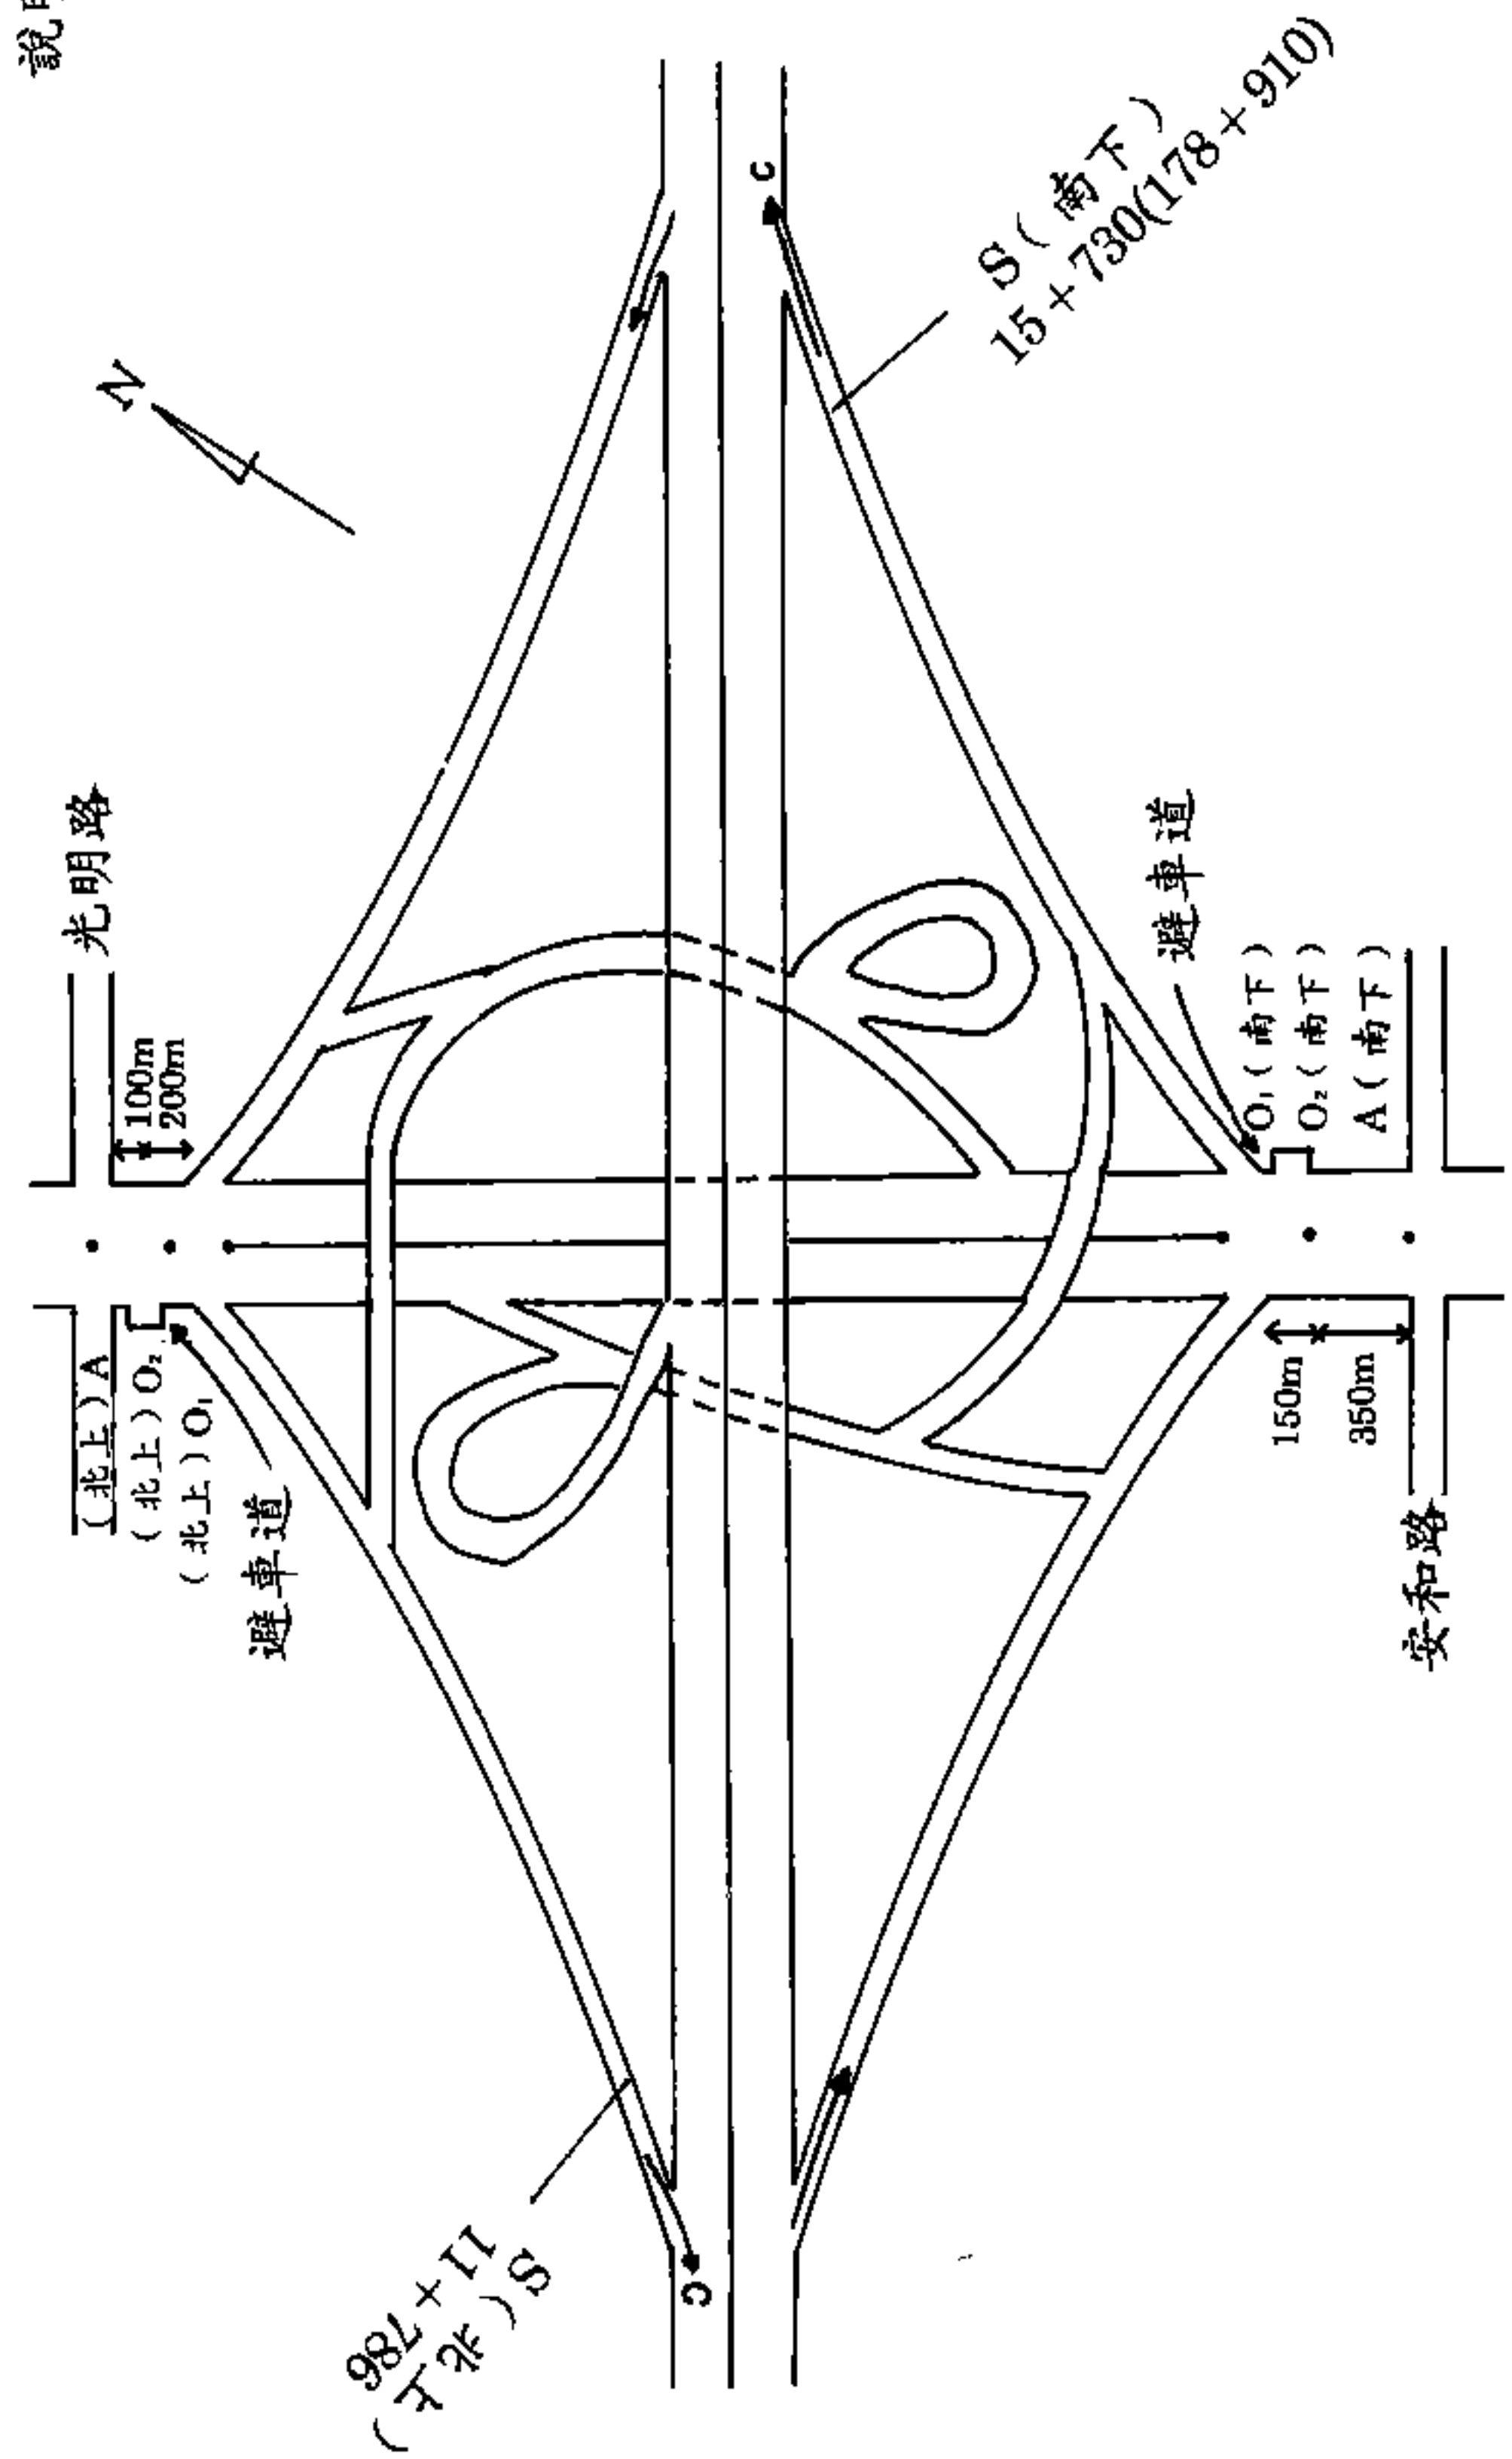 說
N
C
S(南下)
15+730(178+910)
光明路
100m
200m
避車道
O₁(南下)
O₂(南下)
A(南下)
(北上)A
(北上)O₂
(北上)O₁
避車道
150m
350m
安和路
S(北上)
11+786
C